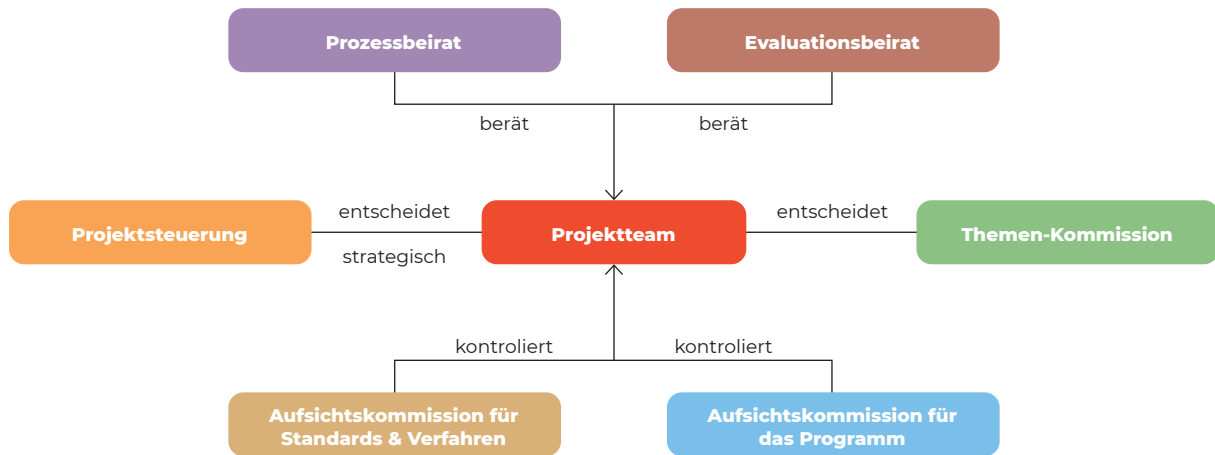 Prozessbeirat
Evaluationsbeirat
berät
berät
Projektsteuerung
entscheidet
strategisch
Projektteam
entscheidet
Themen-Kommission
kontroliert
kontroliert
Aufsichtskommission für
Standards & Verfahren
Aufsichtskommission für
das Programm